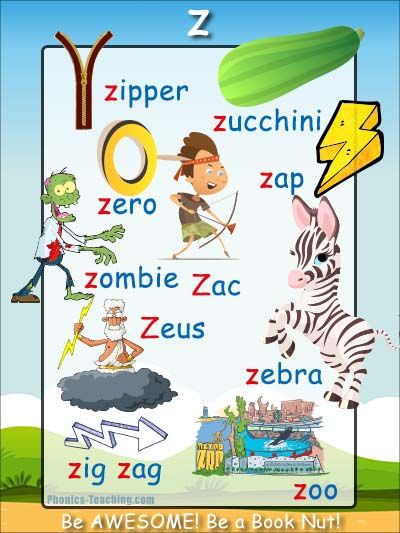 z
zipper
zucchini
zap
zero
zombie
Zac
Zeus
zebra
zig zag
zoo
Phonics-Teaching.com
Be AWESOME! Be a Book Nut!